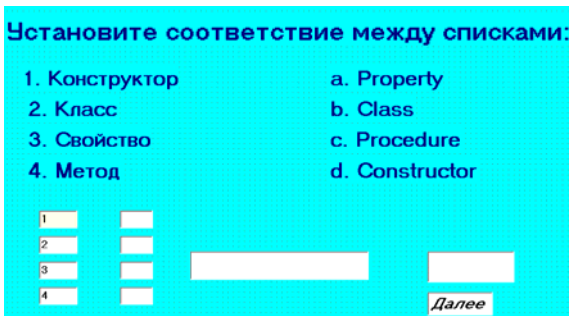 Установите соответствие между списками:
1. Конструктор
a. Property
2. Класс
b. Class
3. Свойство
c. Procedure
4. Метод
d. Constructor
1
2
3
4
Далее